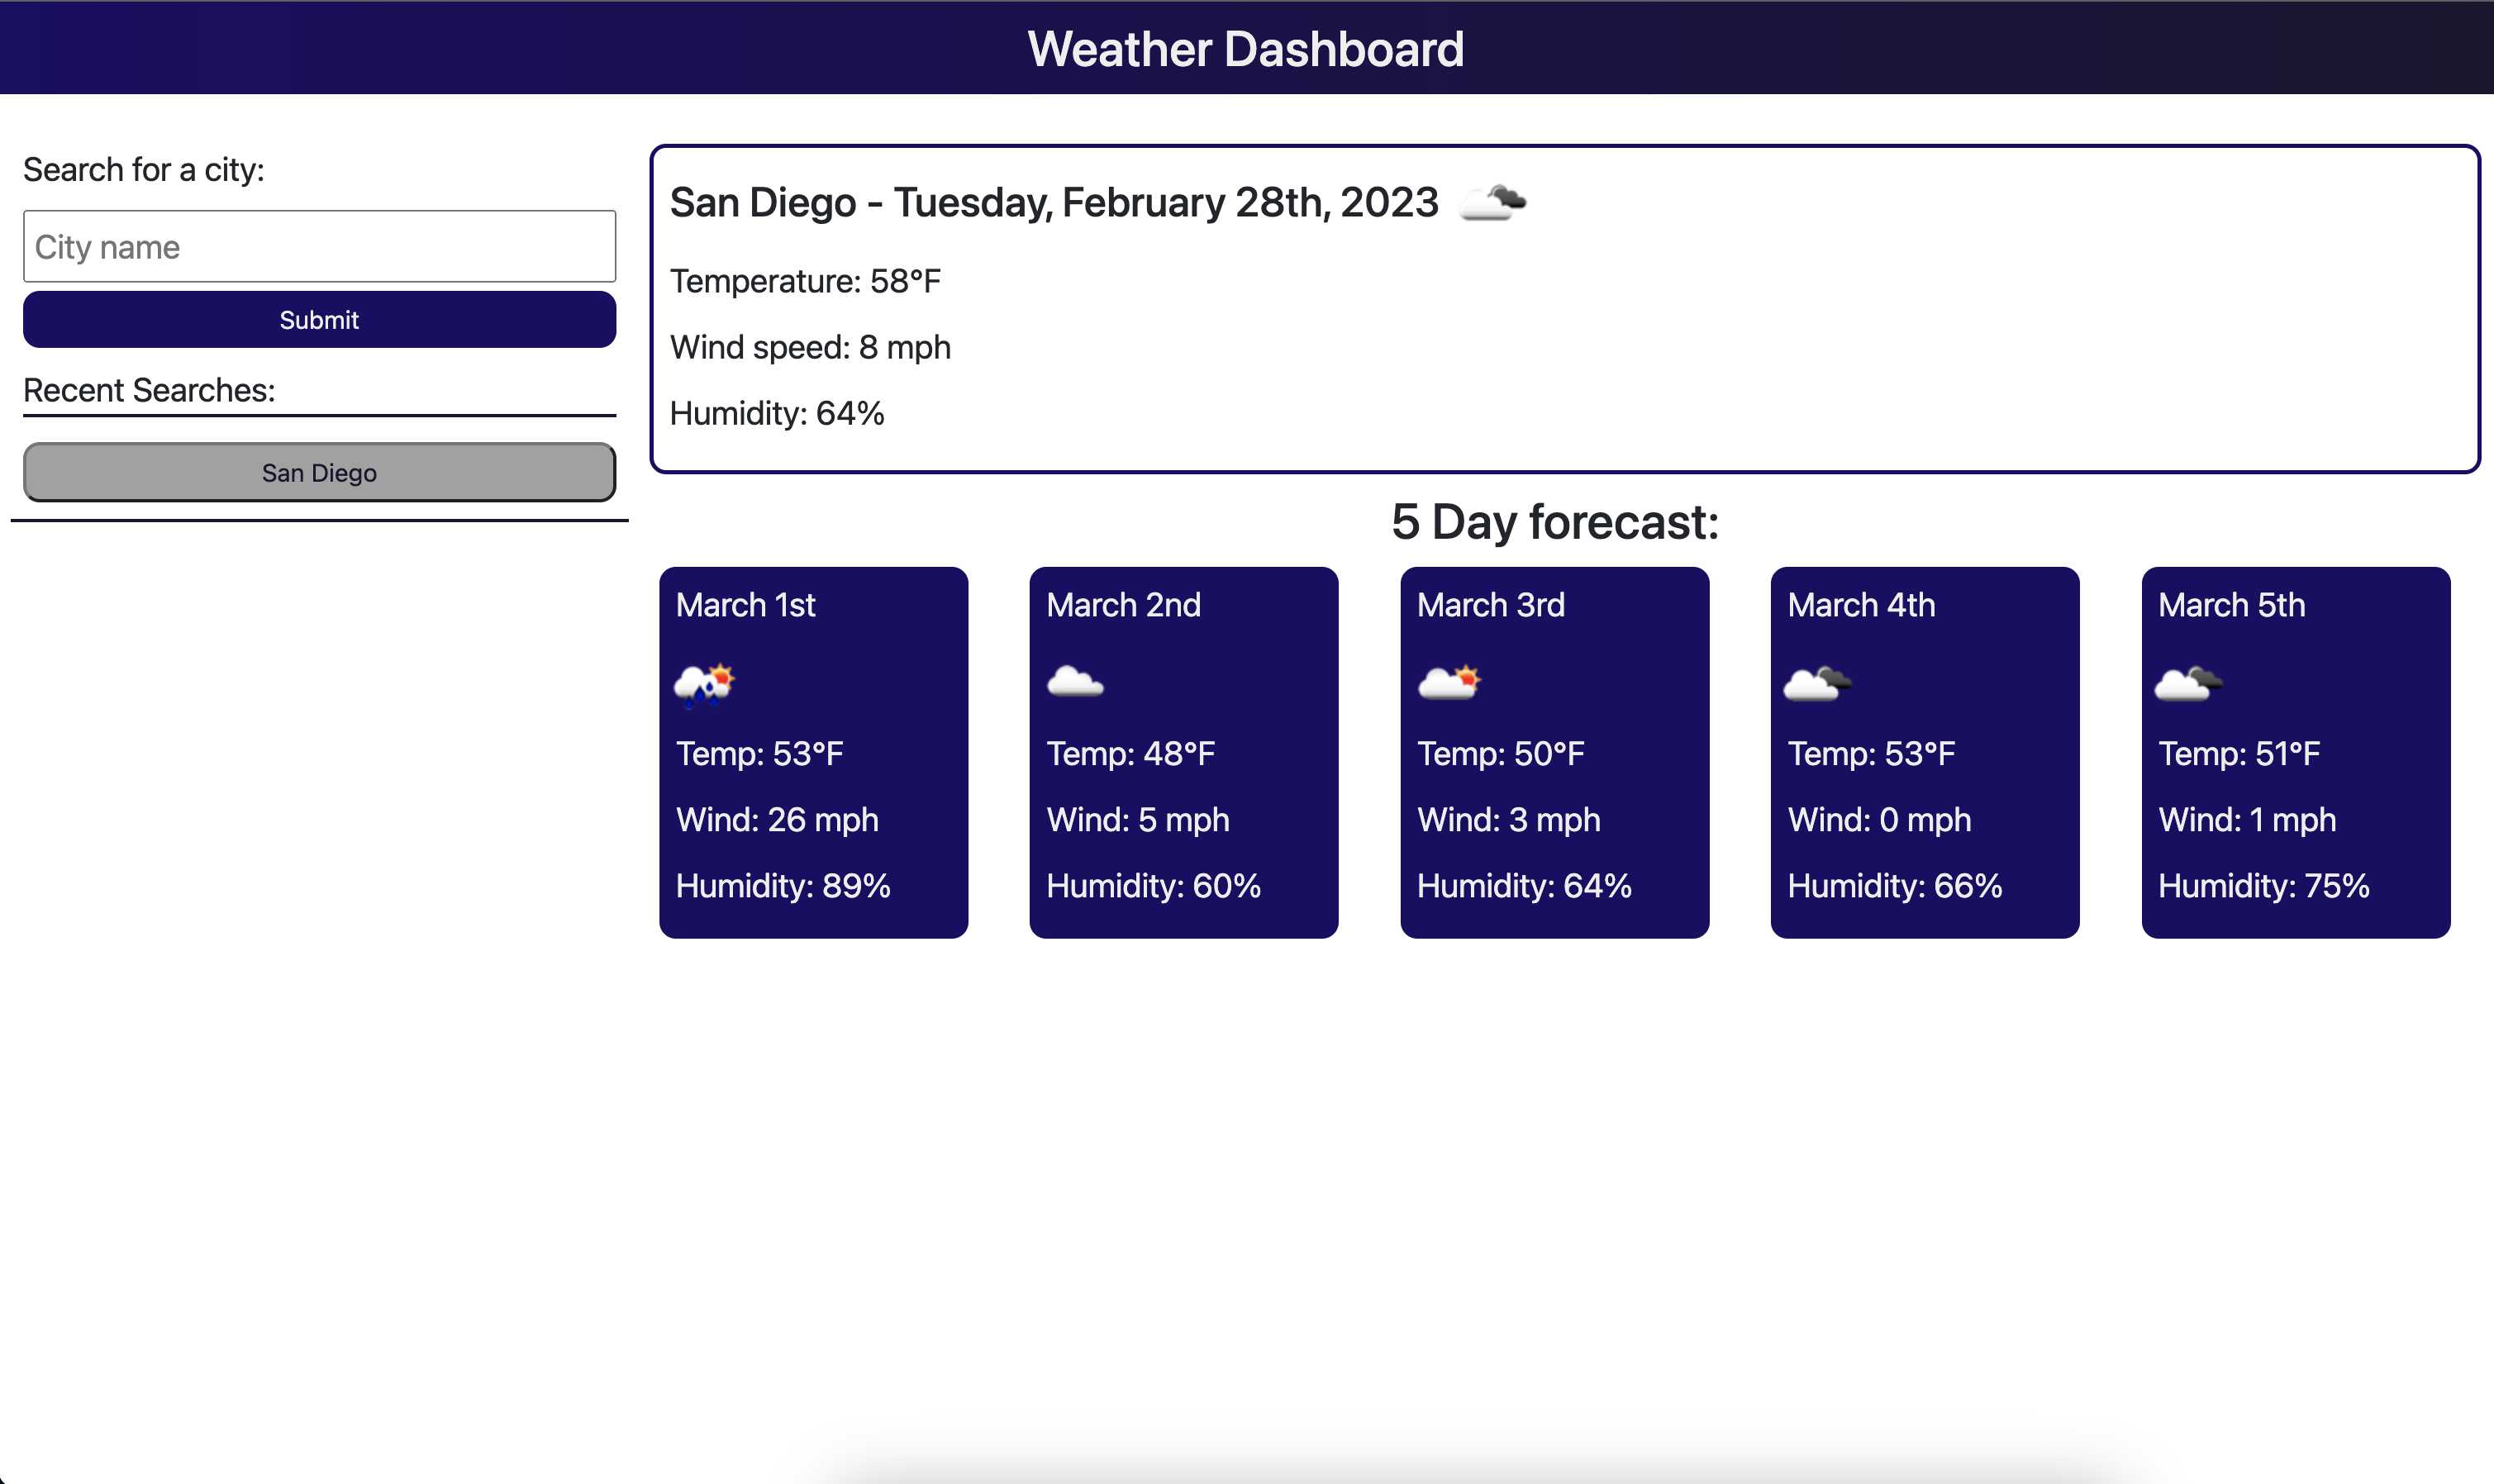 Weather Dashboard
Search for a city:
City name
Submit
Recent Searches:
San Diego
San Diego - Tuesday, February 28th, 2023
Temperature: 58°F
Wind speed: 8 mph
Humidity: 64%
5 Day forecast:
March 1st
Temp: 53°F
Wind: 26 mph
Humidity: 89%
March 2nd
Temp: 48°F
Wind: 5 mph
Humidity: 60%
March 3rd
Temp: 50°F
Wind: 3 mph
Humidity: 64%
March 4th
Temp: 53°F
Wind: 0 mph
Humidity: 66%
March 5th
Temp: 51°F
Wind: 1 mph
Humidity: 75%